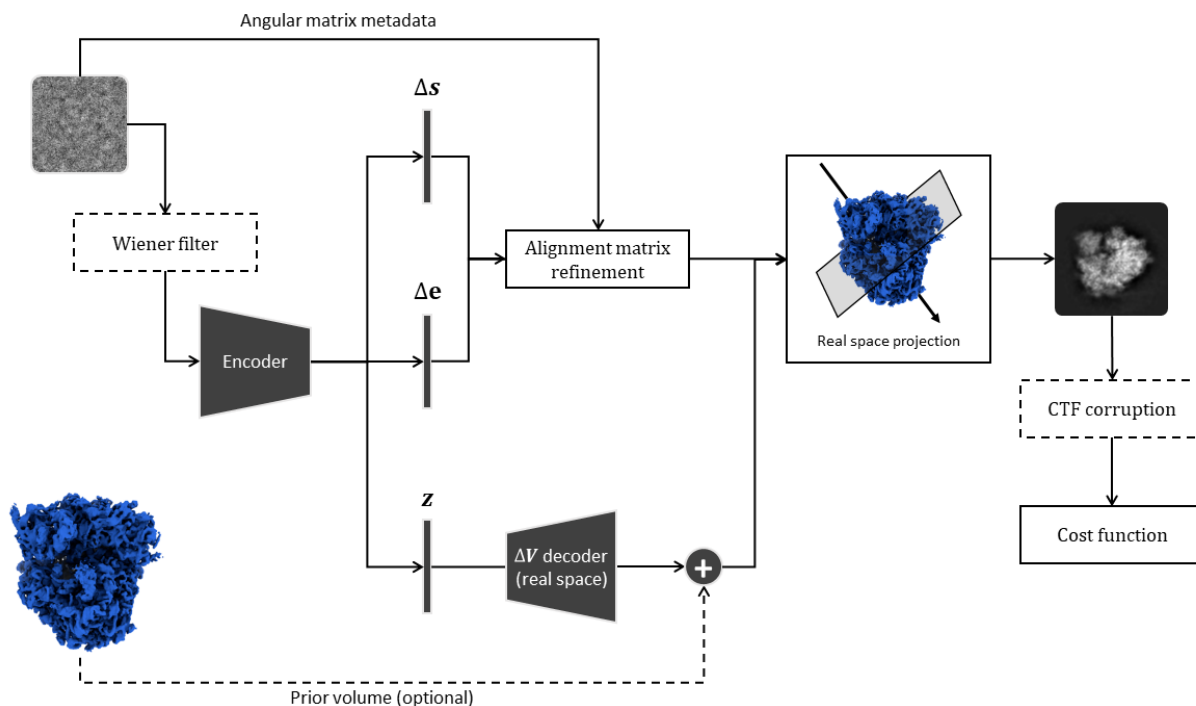 Angular matrix metadata
Δs
Wiener filter
Alignment matrix
refinement
Δe
Encoder
Real space projection
CTF corruption
z
ΔV decoder
(real space)
+
Cost function
Prior volume (optional)